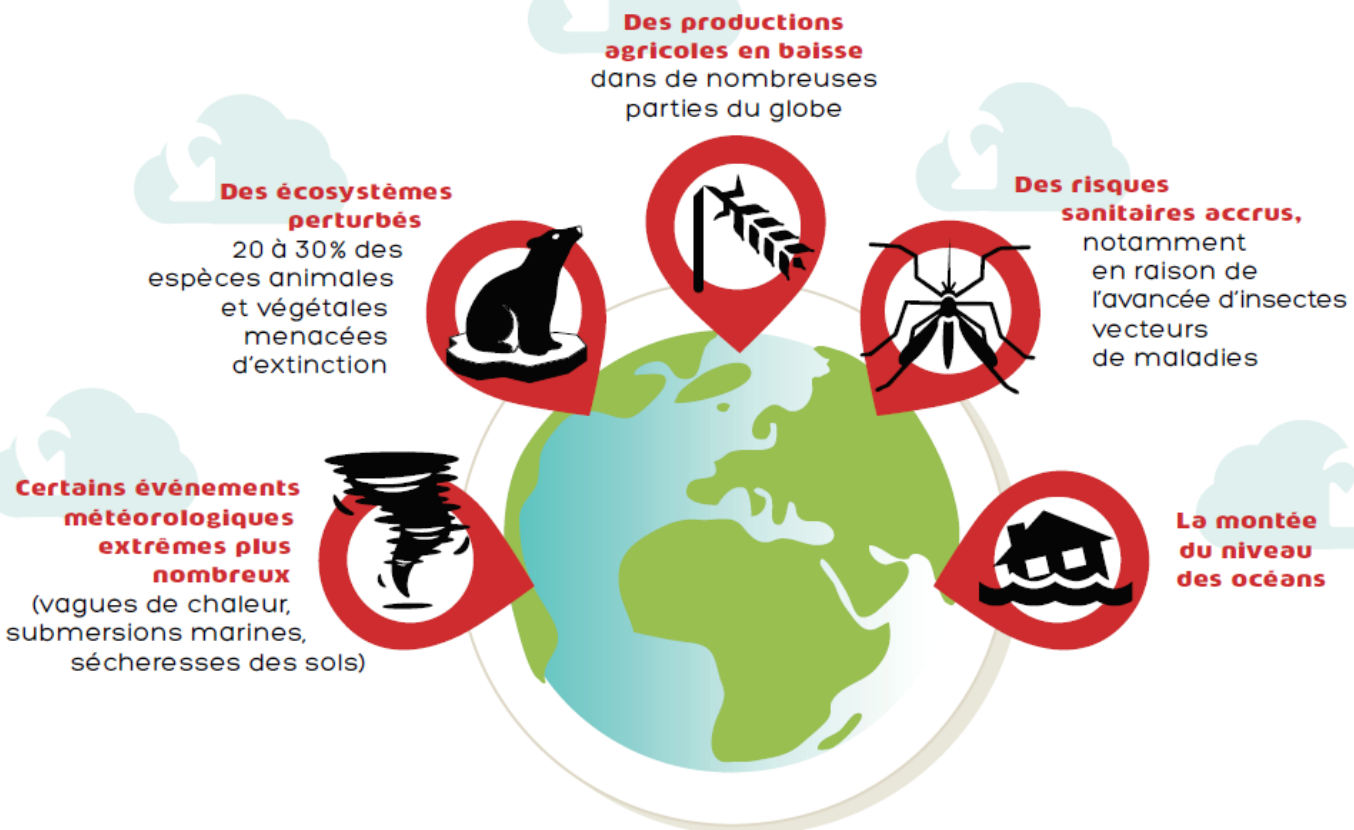 Des productions
agricoles en baisse
dans de nombreuses
parties du globe
Des écosystèmes
perturbés
20 à 30% des
espèces animales
et végétales
menacées
d'extinction
Des risques
sanitaires accrus,
notamment
en raison de
l'avancée d'insectes
vecteurs
de maladies
Certains événements
météorologiques
extrêmes plus
nombreux
(vagues de chaleur,
submersions marines,
sécheresses des sols)
La montée
du niveau
des océans